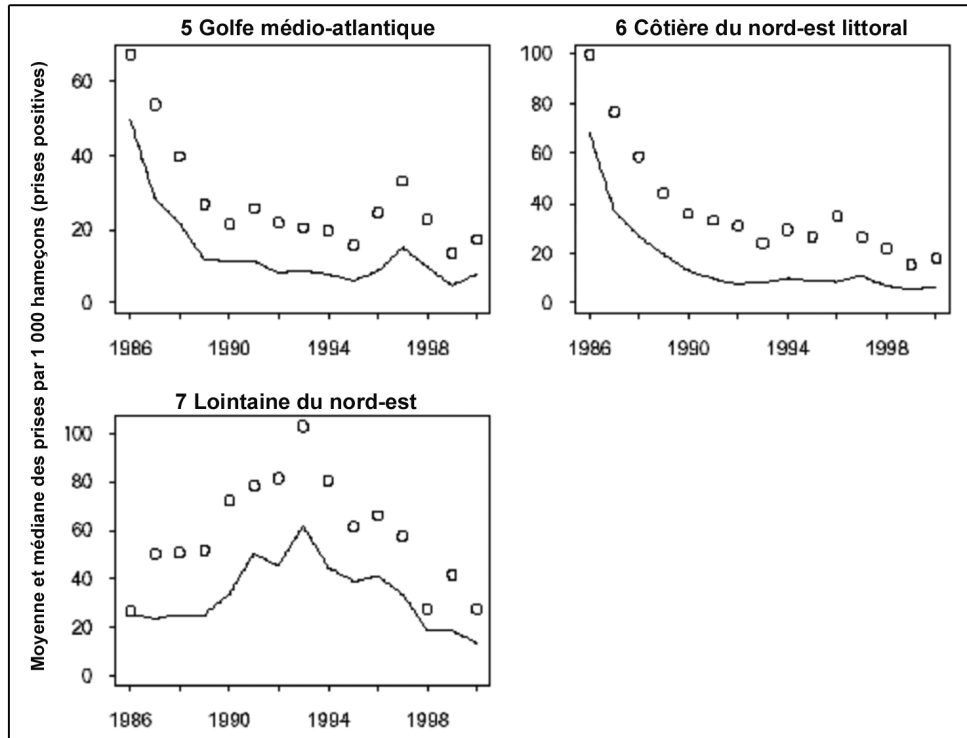 Moyenne et médiane des prises par 1 000 hameçons (prises positives)
5 Golfe médio-atlantique
60
40
20
0
1986 1990 1994 1998
6 Côtière du nord-est littoral
100
80
60
40
20
0
1986 1990 1994 1998
7 Lointaine du nord-est
100
80
60
40
20
0
1986 1990 1994 1998